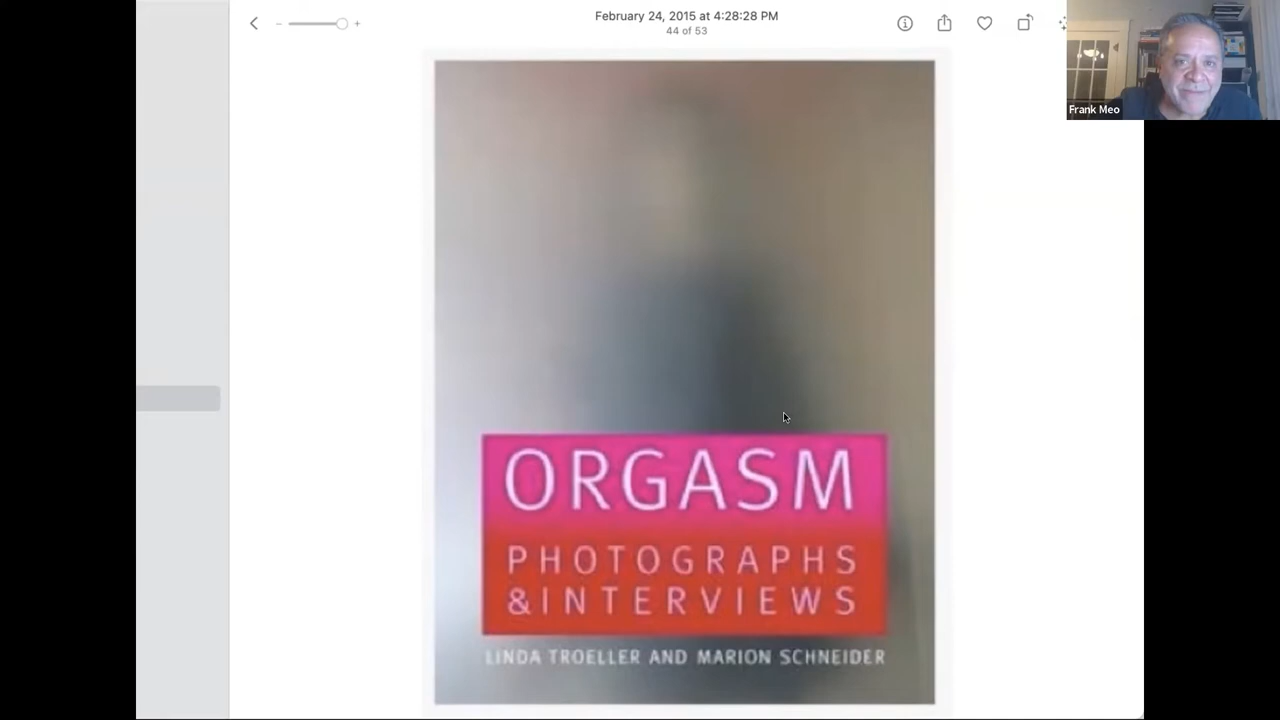 February 24, 2015 at 4:28:28 PM
44 of 53
Frank Meo
ORGASM
PHOTOGRAPHS
&INTERVIEWS
LINDA TROELLER AND MARION SCHNEIDER